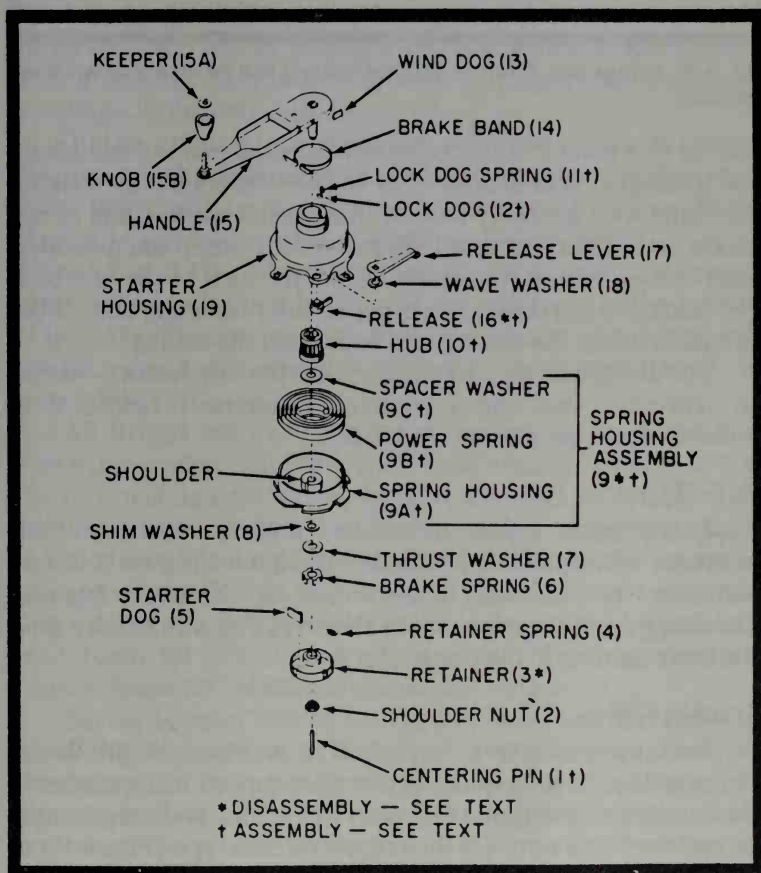 KEEPER (15A)
WIND DOG (13)
BRAKE BAND (14)
KNOB (15B)
LOCK DOG SPRING (11†)
LOCK DOG (12†)
HANDLE (15)
RELEASE LEVER (17)
STARTER
HOUSING (19)
WAVE WASHER (18)
RELEASE (16*†)
HUB (10†)
SPACER WASHER
(9C†)
POWER SPRING
(9B†)
SPRING
HOUSING
ASSEMBLY
(9*†)
SHOULDER
SPRING HOUSING
(9A†)
SHIM WASHER (8)
THRUST WASHER (7)
BRAKE SPRING (6)
STARTER
DOG (5)
RETAINER SPRING (4)
RETAINER (3*)
SHOULDER NUT (2)
CENTERING PIN (1†)
* DISASSEMBLY — SEE TEXT
† ASSEMBLY — SEE TEXT